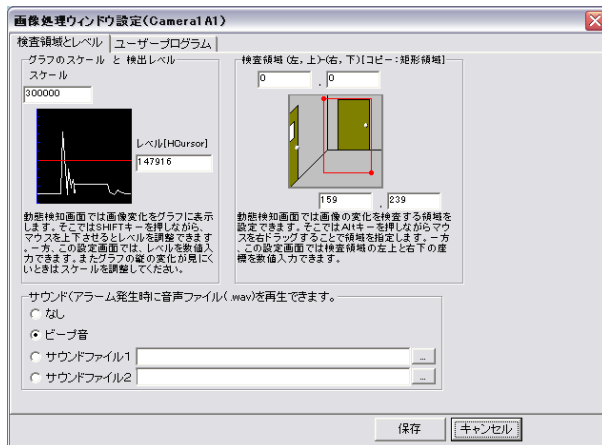 画像処理ウィンドウ設定(Camera1 A1)
検査領域とレベル
ユーザープログラム
グラフのスケール と 検出レベル
スケール
300000
レベル[HCursor]
147916
動態検知画面では画像変化をグラフに表示
します。そこではSHIFTキーを押しながら、
マウスを上下させるとレベルを調整できます
。一方、この設定画面では、レベルを数値入
力できます。またグラフの縦の変化が見にく
いときはスケールを調整してください。
検査領域(左, 上)-(右, 下)[コピー:矩形領域]
0 , 0
159 , 239
動態検知画面では画像の変化を検査する領域を
設定できます。そこではAltキーを押しながらマウ
スを右ドラッグすることで領域を指定します。一方
、この設定画面では検査領域の左上と右下の座
標を数値入力できます。
サウンド(アラーム発生時に音声ファイル(.wav)を再生できます。
なし
ビープ音
サウンドファイル1
...
サウンドファイル2
...
保存
キャンセル